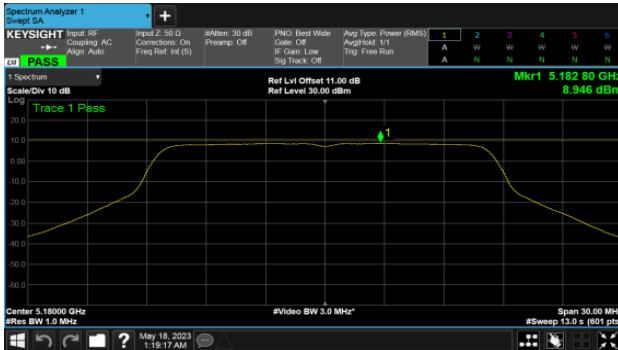 Spectrum Analyzer 1
Swept SA
+
KEYSIGHT Input: RF
Coupling: AC
Align: Auto
Input Z: 50 Ω
Corrections: On
Freq Ref: Int (S)
#Atten: 30 dB
Preamp: Off
PNO: Best Wide
Gate: Off
IF Gain: Low
Sig Track: Off
Avg Type: Power (RMS)
Avg|Hold: 1/1
Trig: Free Run
1 2 3 4 5 6
A W W W W W
A N N N N N
LXI PASS
1 Spectrum
Scale/Div 10 dB
Ref Lvl Offset 11.00 dB
Ref Level 30.00 dBm
Mkr1 5.182 80 GHz
8.946 dBm
Log
Trace 1 Pass
20.0
10.0
1
0.00
-10.0
-20.0
-30.0
-40.0
-50.0
-60.0
Center 5.18000 GHz
#Res BW 1.0 MHz
#Video BW 3.0 MHz*
Span 30.00 MHz
#Sweep 13.0 s (601 pts)
?
May 18, 2023
1:19:17 AM